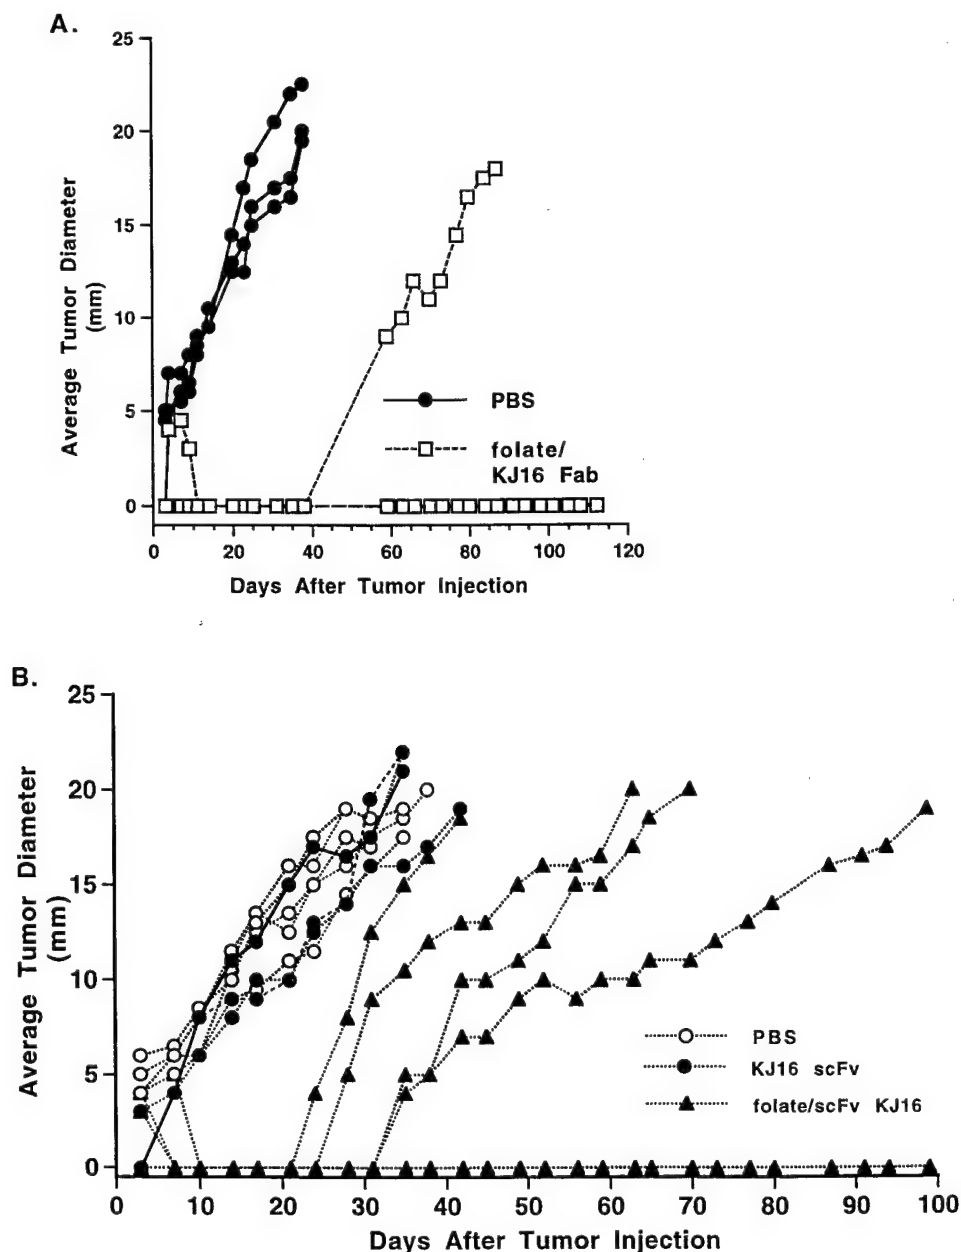 A.
25
20
15
10
5
0
Average Tumor Diameter
(mm)
PBS
folate/
KJ16 Fab
0 20 40 60 80 100 120
Days After Tumor Injection
B.
25
20
15
10
5
0
Average Tumor Diameter
(mm)
PBS
KJ16 scFv
folate/scFv KJ16
0 10 20 30 40 50 60 70 80 90 100
Days After Tumor Injection